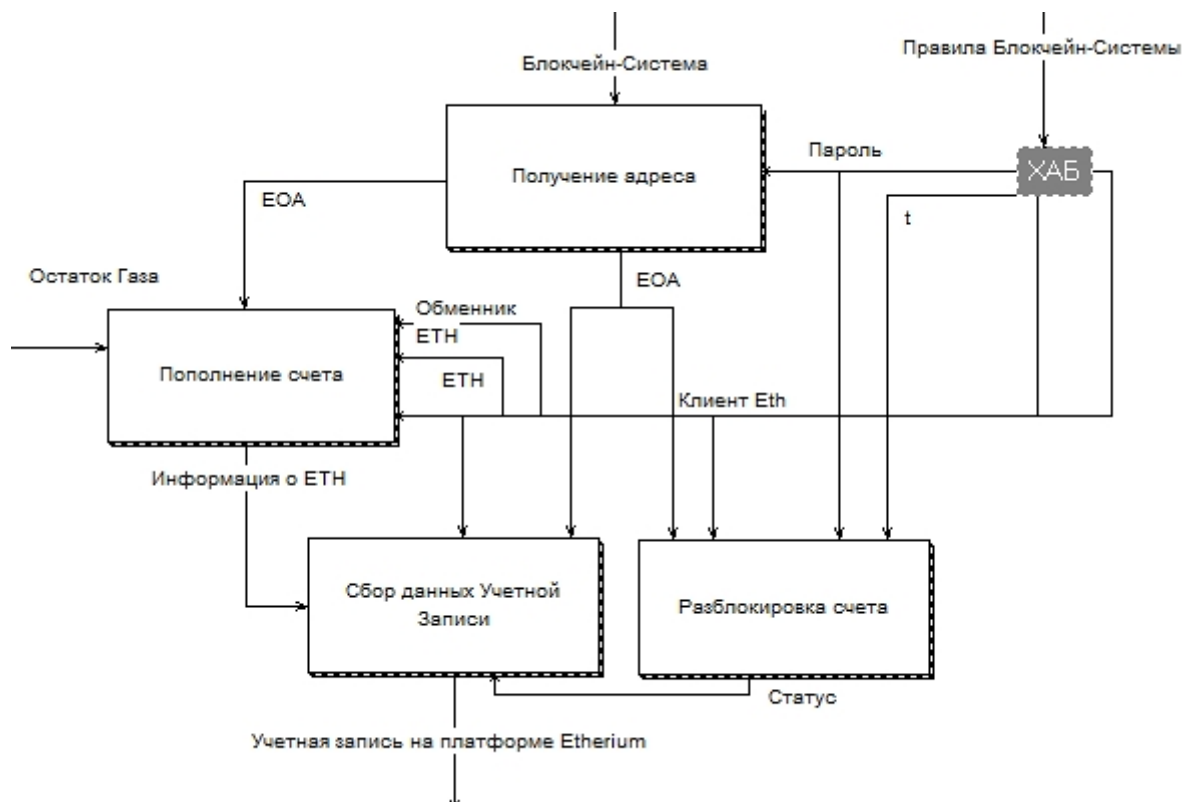 Блокчейн-Система
Правила Блокчейн-Системы
Пароль
ХАБ
Получение адреса
EOA
t
Остаток Газа
EOA
Обменник
ETH
Пополнение счета
ETH
Клиент Eth
Информация о ETH
Сбор данных Учетной
Записи
Разблокировка счета
Статус
Учетная запись на платформе Etherium